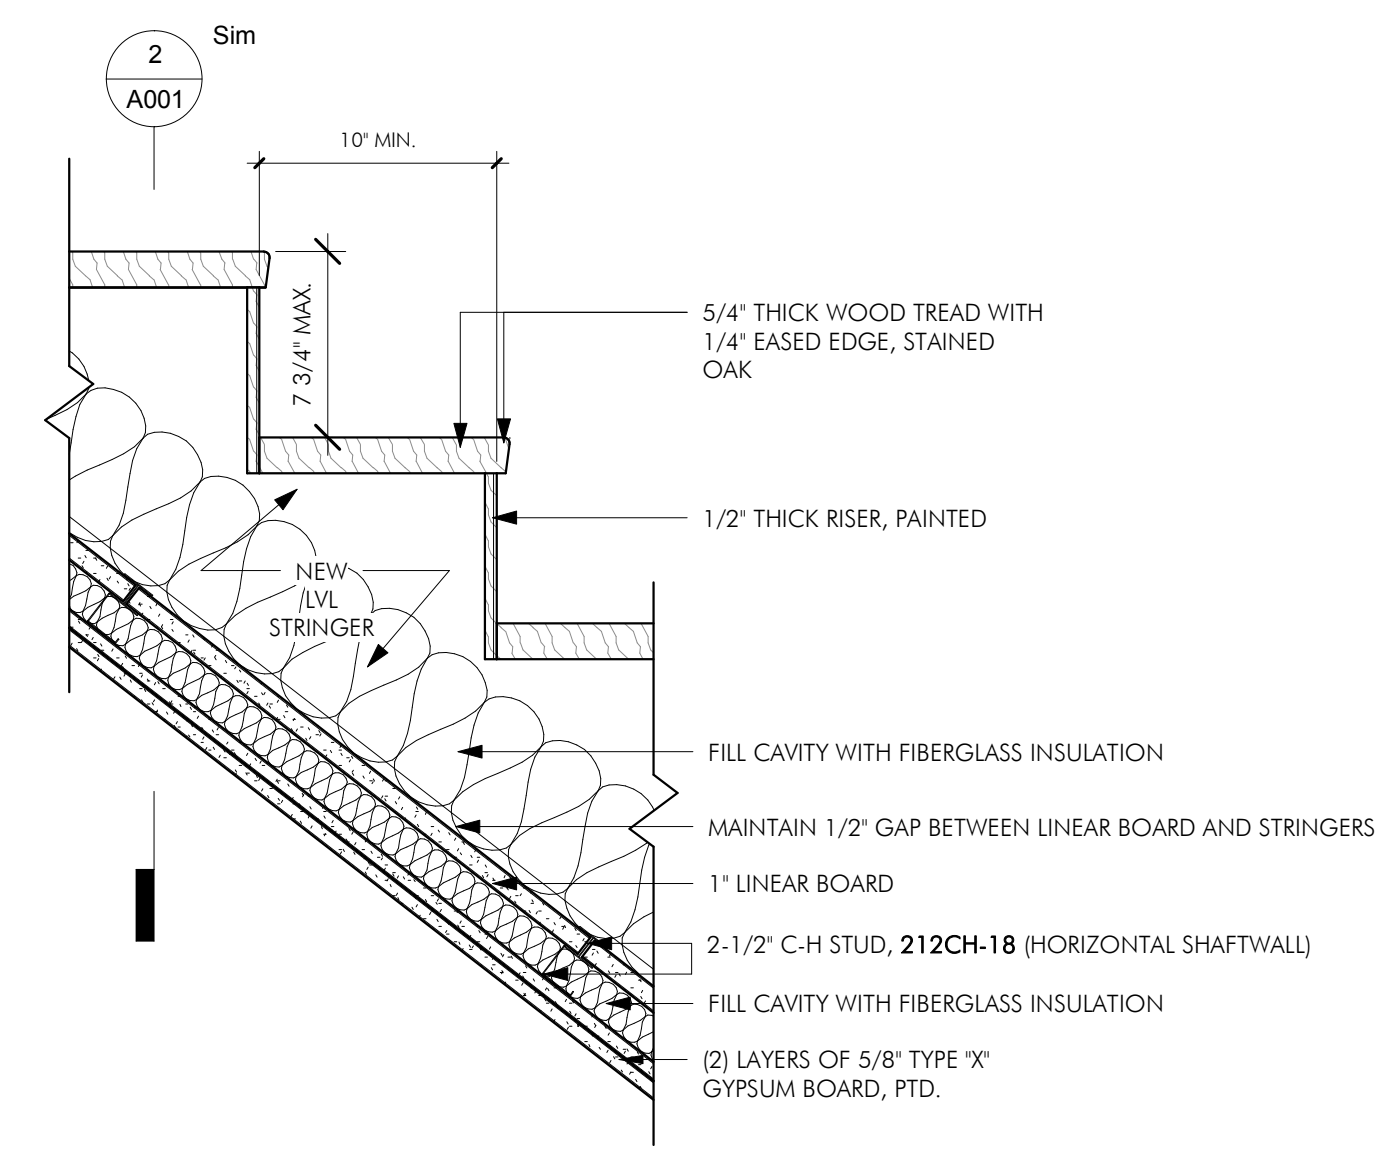 Sim
2
A001
10" MIN.
7 3/4" MAX.
5/4" THICK WOOD TREAD WITH
1/4" EASED EDGE, STAINED
OAK
1/2" THICK RISER, PAINTED
NEW
LVL
STRINGER
FILL CAVITY WITH FIBERGLASS INSULATION
MAINTAIN 1/2" GAP BETWEEN LINEAR BOARD AND STRINGERS
1" LINEAR BOARD
2-1/2" C-H STUD, 212CH-18 (HORIZONTAL SHAFTWALL)
FILL CAVITY WITH FIBERGLASS INSULATION
(2) LAYERS OF 5/8" TYPE "X"
GYPSUM BOARD, PTD.